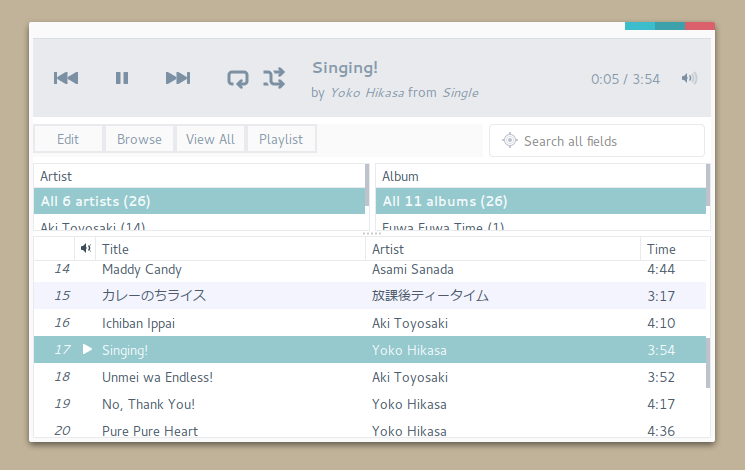 Singing!
by Yoko Hikasa from Single
0:05 / 3:54
Edit Browse View All Playlist
Search all fields
Artist
All 6 artists (26)
Aki Toyosaki (14)
Album
All 11 albums (26)
Fuwa Fuwa Time (1)
Title Artist Time
14 Maddy Candy Asami Sanada 4:44
15 カレーのちライス 放課後ティータイム 3:17
16 Ichiban Ippai Aki Toyosaki 4:10
17 Singing! Yoko Hikasa 3:54
18 Unmei wa Endless! Aki Toyosaki 3:52
19 No, Thank You! Yoko Hikasa 4:17
20 Pure Pure Heart Yoko Hikasa 4:36